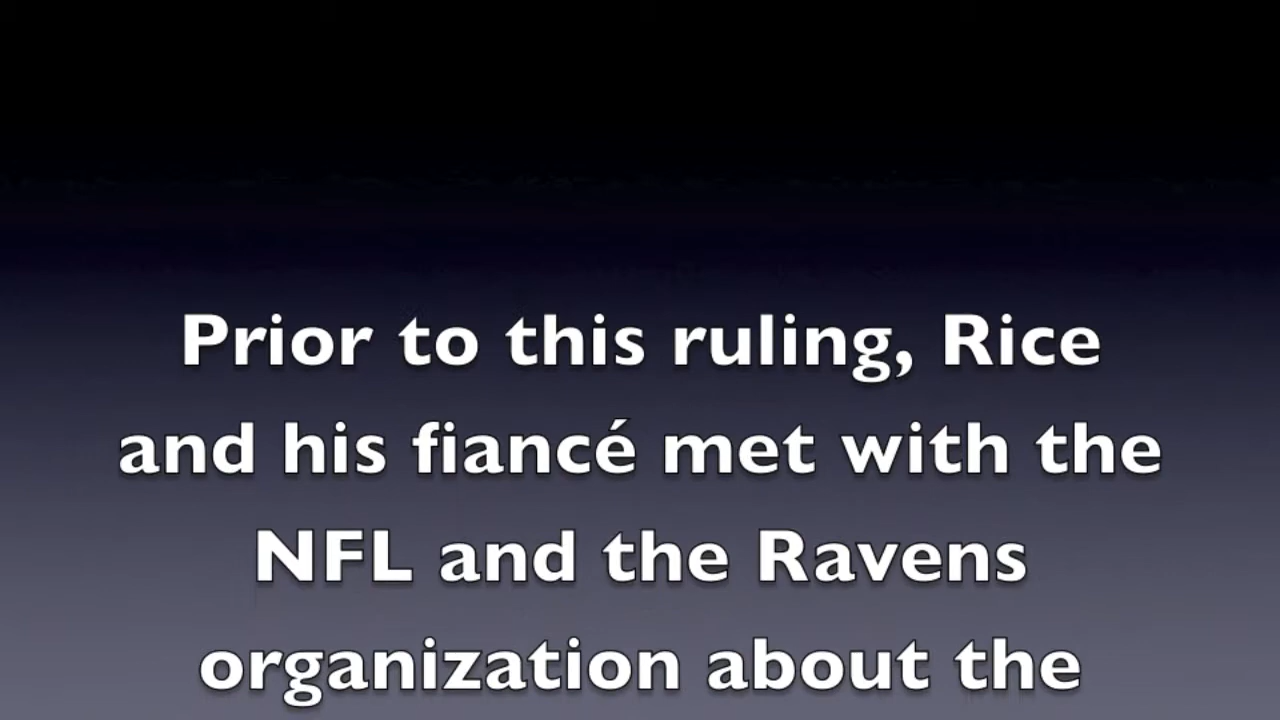 Prior to this ruling, Rice
and his fiancé met with the
NFL and the Ravens
organization about the